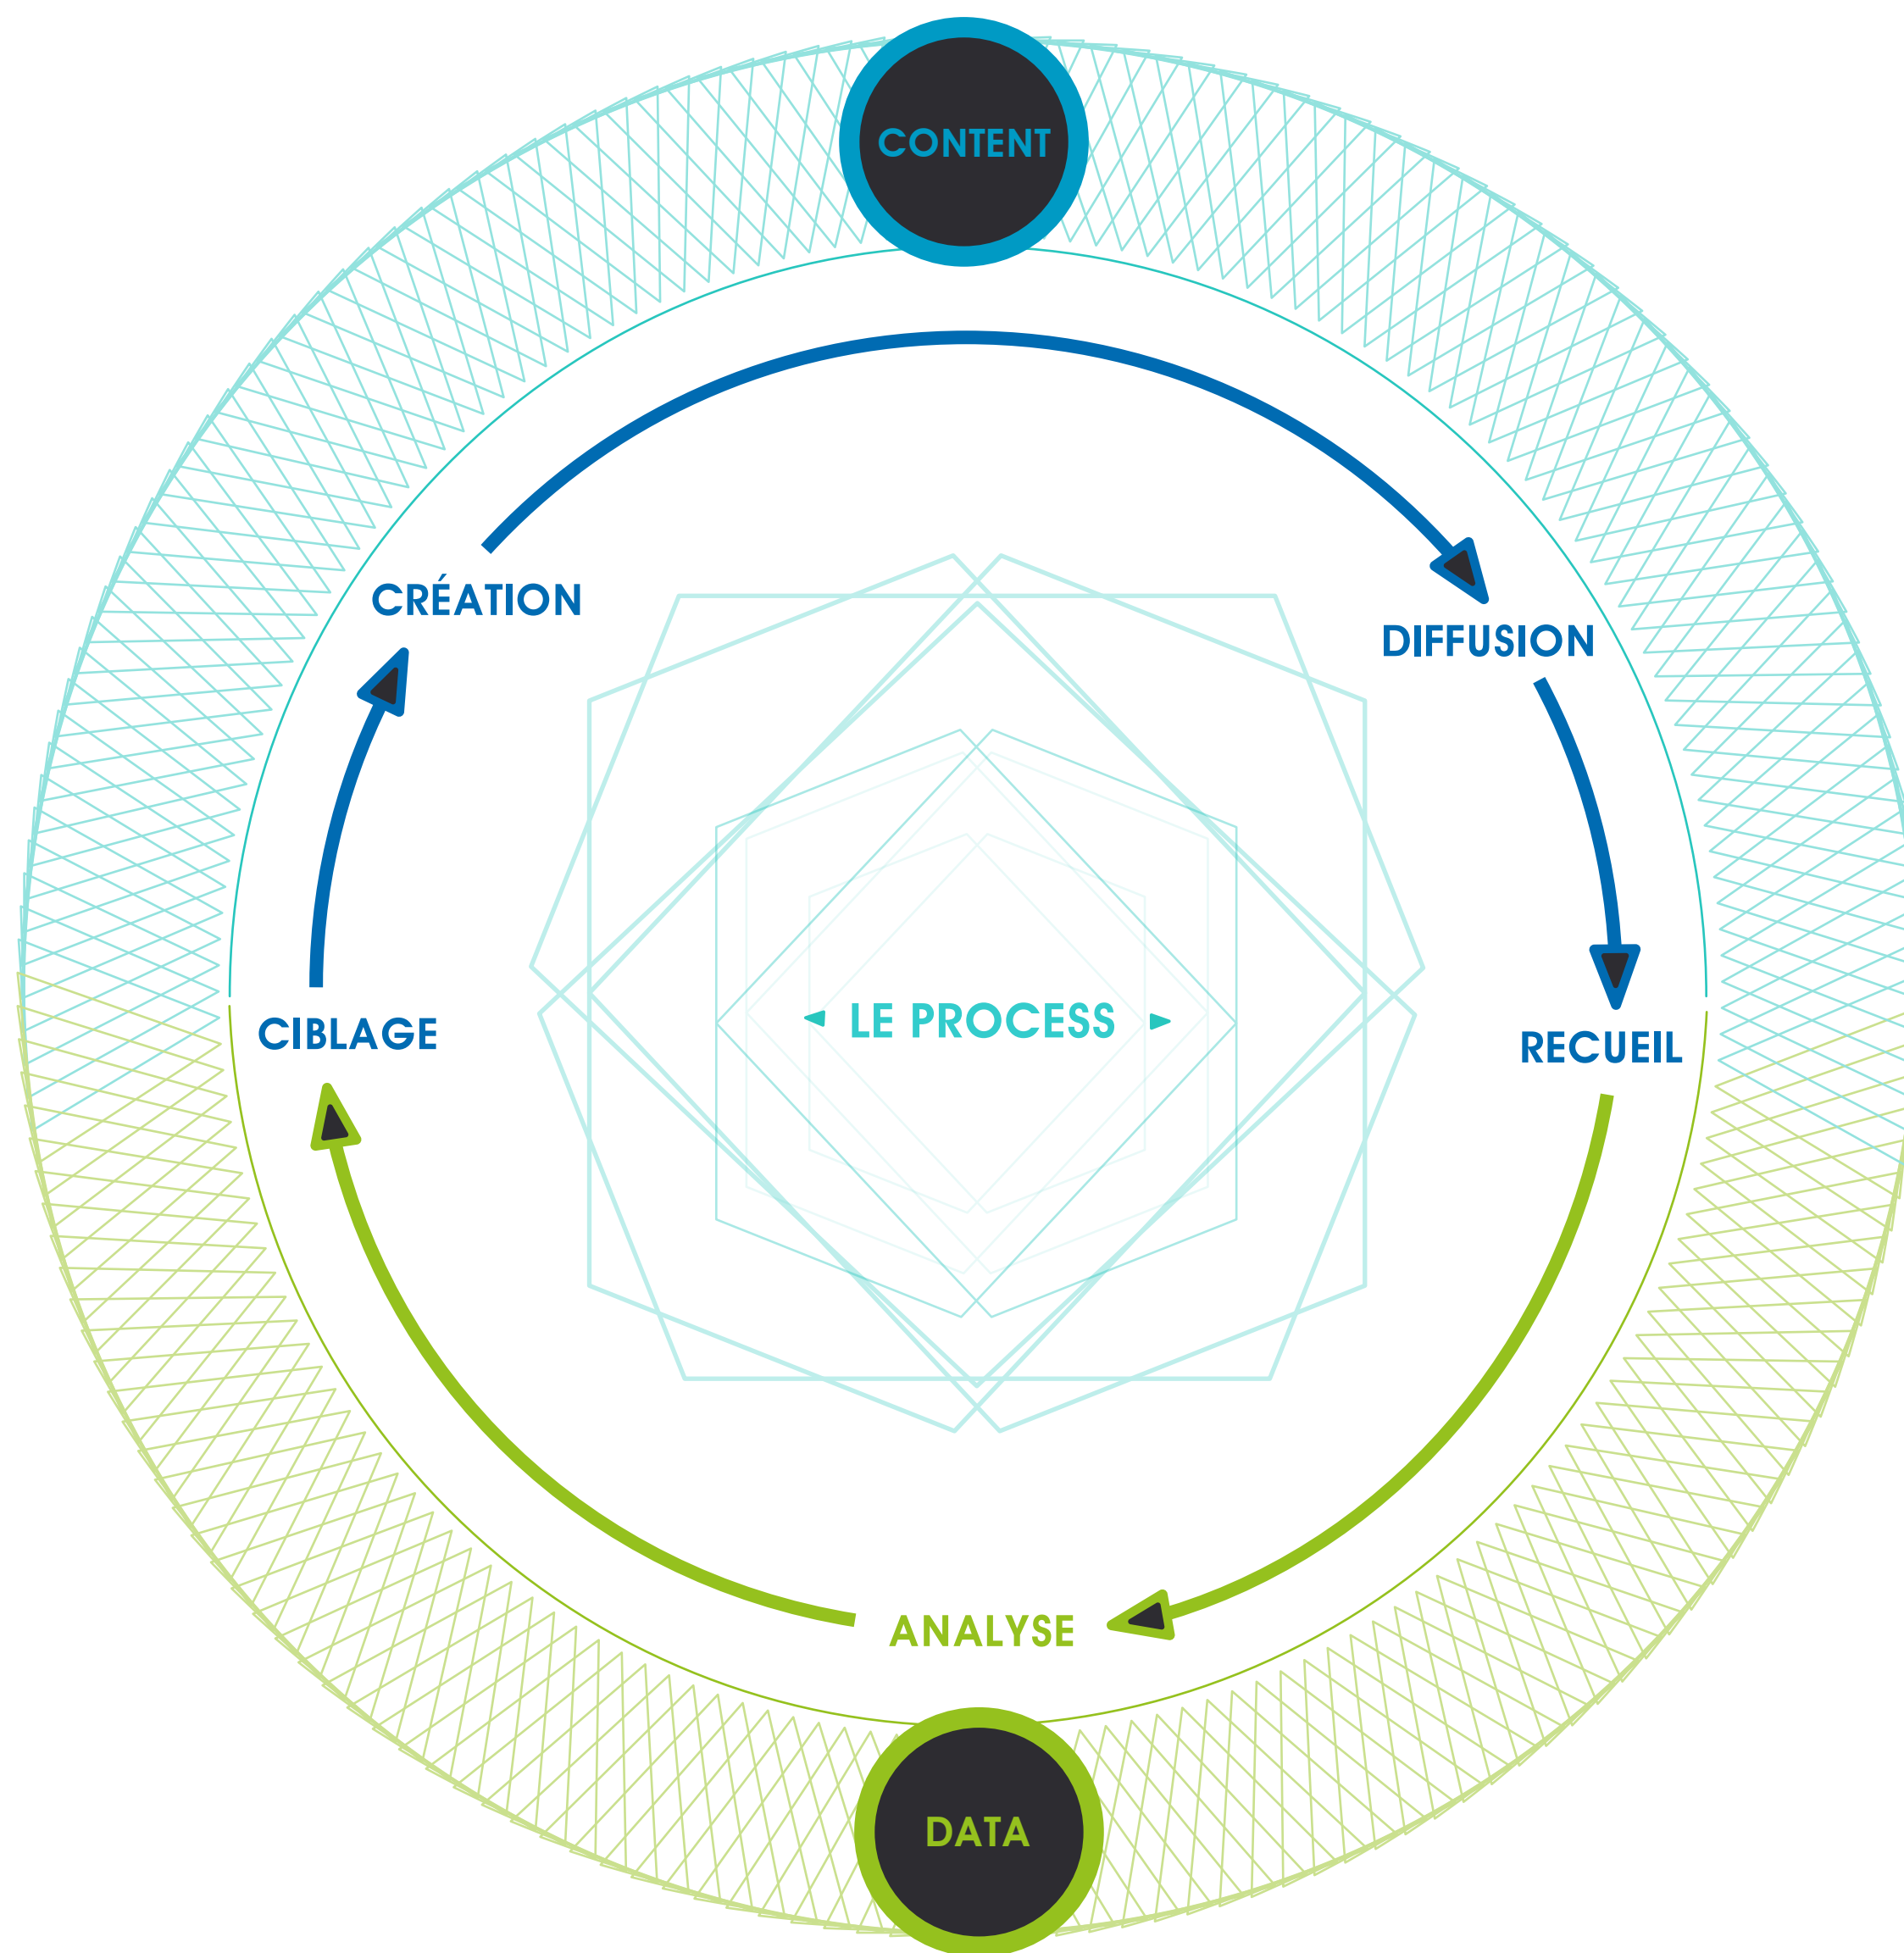 CONTENT
CRÉATION
DIFFUSION
CIBLAGE
LE PROCESS
RECUEIL
ANALYSE
DATA